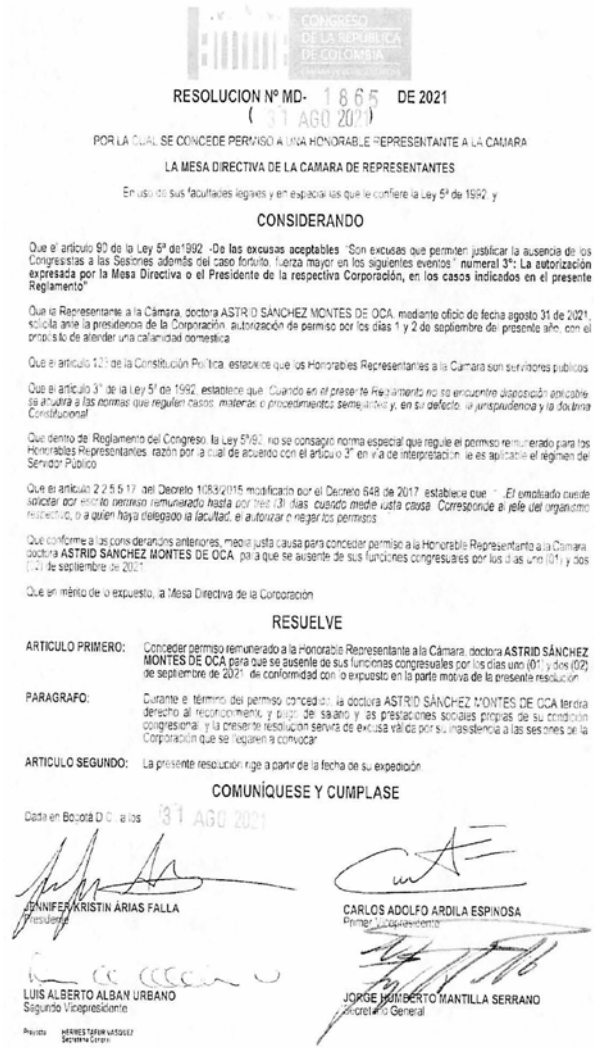 CONGRESO
DE LA REPÚBLICA
DE COLOMBIA
CÁMARA DE REPRESENTANTES
RESOLUCION Nº MD- 1865 DE 2021
( 31 AGO 2021)
POR LA CUAL SE CONCEDE PERMISO A UNA HONORABLE REPRESENTANTE A LA CAMARA
LA MESA DIRECTIVA DE LA CAMARA DE REPRESENTANTES
En uso de sus facultades legales y en especial las que le confiere la Ley 5ª de 1992, y
CONSIDERANDO
Que el artículo 90 de la Ley 5ª de 1992 -De las excusas aceptables "Son excusas que permiten justificar la ausencia de los
Congresistas a las Sesiones además del caso fortuito, fuerza mayor en los siguientes eventos" numeral 3º: La autorización
expresada por la Mesa Directiva o el Presidente de la respectiva Corporación, en los casos indicados en el presente
Reglamento"
Que la Representante a la Cámara, doctora ASTRID SÁNCHEZ MONTES DE OCA, mediante oficio de fecha agosto 31 de 2021,
solicita ante la presidencia de la Corporación, autorización de permiso por los días 1 y 2 de septiembre del presente año, con el
propósito de atender una calamidad domestica
Que el artículo 123 de la Constitución Política, establece que los Honorables Representantes a la Cámara son servidores públicos
Que el artículo 3º de la Ley 5ª de 1992, establece que "Cuando en el presente Reglamento no se encuentre disposición aplicable,
se acudirá a las normas que regulen casos, materias o procedimientos semejantes y, en su defecto, la jurisprudencia y la doctrina
Constitucional
Que dentro del Reglamento del Congreso, la Ley 5ª/92, no se consagró norma especial que regule el permiso remunerado para los
Honorables Representantes, razón por la cual de acuerdo con el artículo 3º en vía de interpretación, le es aplicable el régimen del
Servidor Público
Que el artículo 2.2.5.5.17. del Decreto 1083/2015 modificado por el Decreto 648 de 2017, establece que "...El empleado puede
solicitar por escrito permiso remunerado hasta por tres (3) días, cuando medie justa causa. Corresponde al jefe del organismo
respectivo, o a quien haya delegado la facultad, el autorizar o negar los permisos
Que conforme a los considerandos anteriores, media justa causa para conceder permiso a la Honorable Representante a la Cámara,
doctora ASTRID SÁNCHEZ MONTES DE OCA, para que se ausente de sus funciones congresuales por los días uno (01) y dos
(02) de septiembre de 2021
Que en mérito de lo expuesto, la Mesa Directiva de la Corporación
RESUELVE
ARTICULO PRIMERO: Conceder permiso remunerado a la Honorable Representante a la Cámara, doctora ASTRID SÁNCHEZ
MONTES DE OCA para que se ausente de sus funciones congresuales por los días uno (01) y dos (02)
de septiembre de 2021, de conformidad con lo expuesto en la parte motiva de la presente resolución
PARAGRAFO: Durante el término del permiso concedido, la doctora ASTRID SÁNCHEZ MONTES DE OCA tendrá
derecho al reconocimiento y pago del salario y las prestaciones sociales propias de su condición
congresional y la presente resolución servirá de excusa válida por su inasistencia a las sesiones de la
Corporación que se llegaren a convocar
ARTICULO SEGUNDO: La presente resolución rige a partir de la fecha de su expedición
COMUNÍQUESE Y CUMPLASE
Dada en Bogotá D.C., a los 31 AGO 2021
JENNIFER KRISTIN ARIAS FALLA
Presidente
CARLOS ADOLFO ARDILA ESPINOSA
Primer Vicepresidente
LUIS ALBERTO ALBAN URBANO
Segundo Vicepresidente
JORGE HUMBERTO MANTILLA SERRANO
Secretario General
Proyectó HERMES TAFUR VASQUEZ
Secretaria General